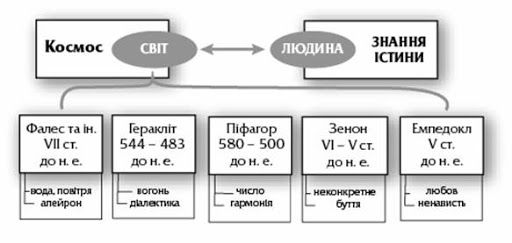 Космос
СВІТ
ЛЮДИНА
ЗНАННЯ
ІСТИНИ
Фалес та ін.
VII ст.
до н. е.
Геракліт
544 – 483
до н. е.
Піфагор
580 – 500
до н. е.
Зенон
VI – V ст.
до н. е.
Емпедокл
V ст.
до н. е.
вода, повітря
апейрон
вогонь
діалектика
число
гармонія
неконкретне
буття
любов
ненависть